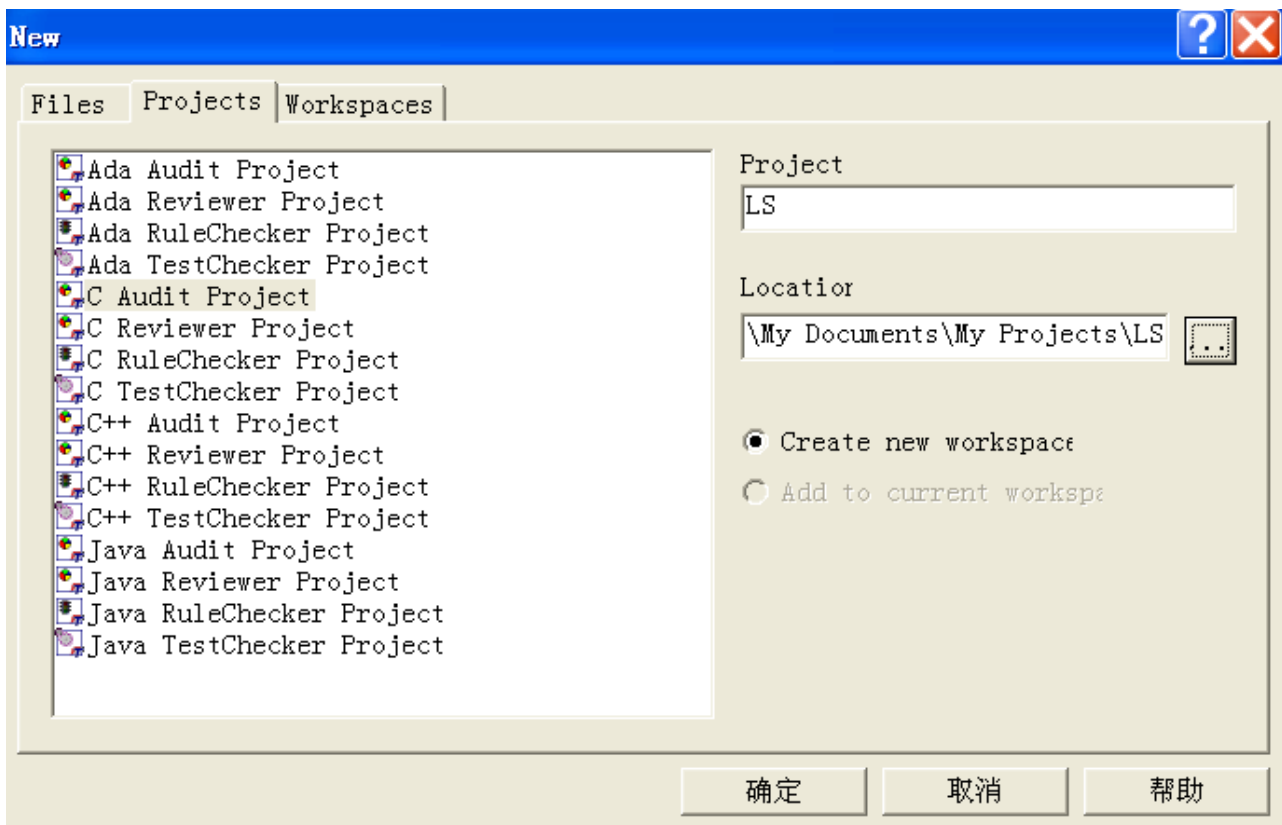 New
Files Projects Workspaces
Ada Audit Project
Ada Reviewer Project
Ada RuleChecker Project
Ada TestChecker Project
C Audit Project
C Reviewer Project
C RuleChecker Project
C TestChecker Project
C++ Audit Project
C++ Reviewer Project
C++ RuleChecker Project
C++ TestChecker Project
Java Audit Project
Java Reviewer Project
Java RuleChecker Project
Java TestChecker Project
Project
LS
Location
\My Documents\My Projects\LS
...
Create new workspace
Add to current workspa
确定 取消 帮助